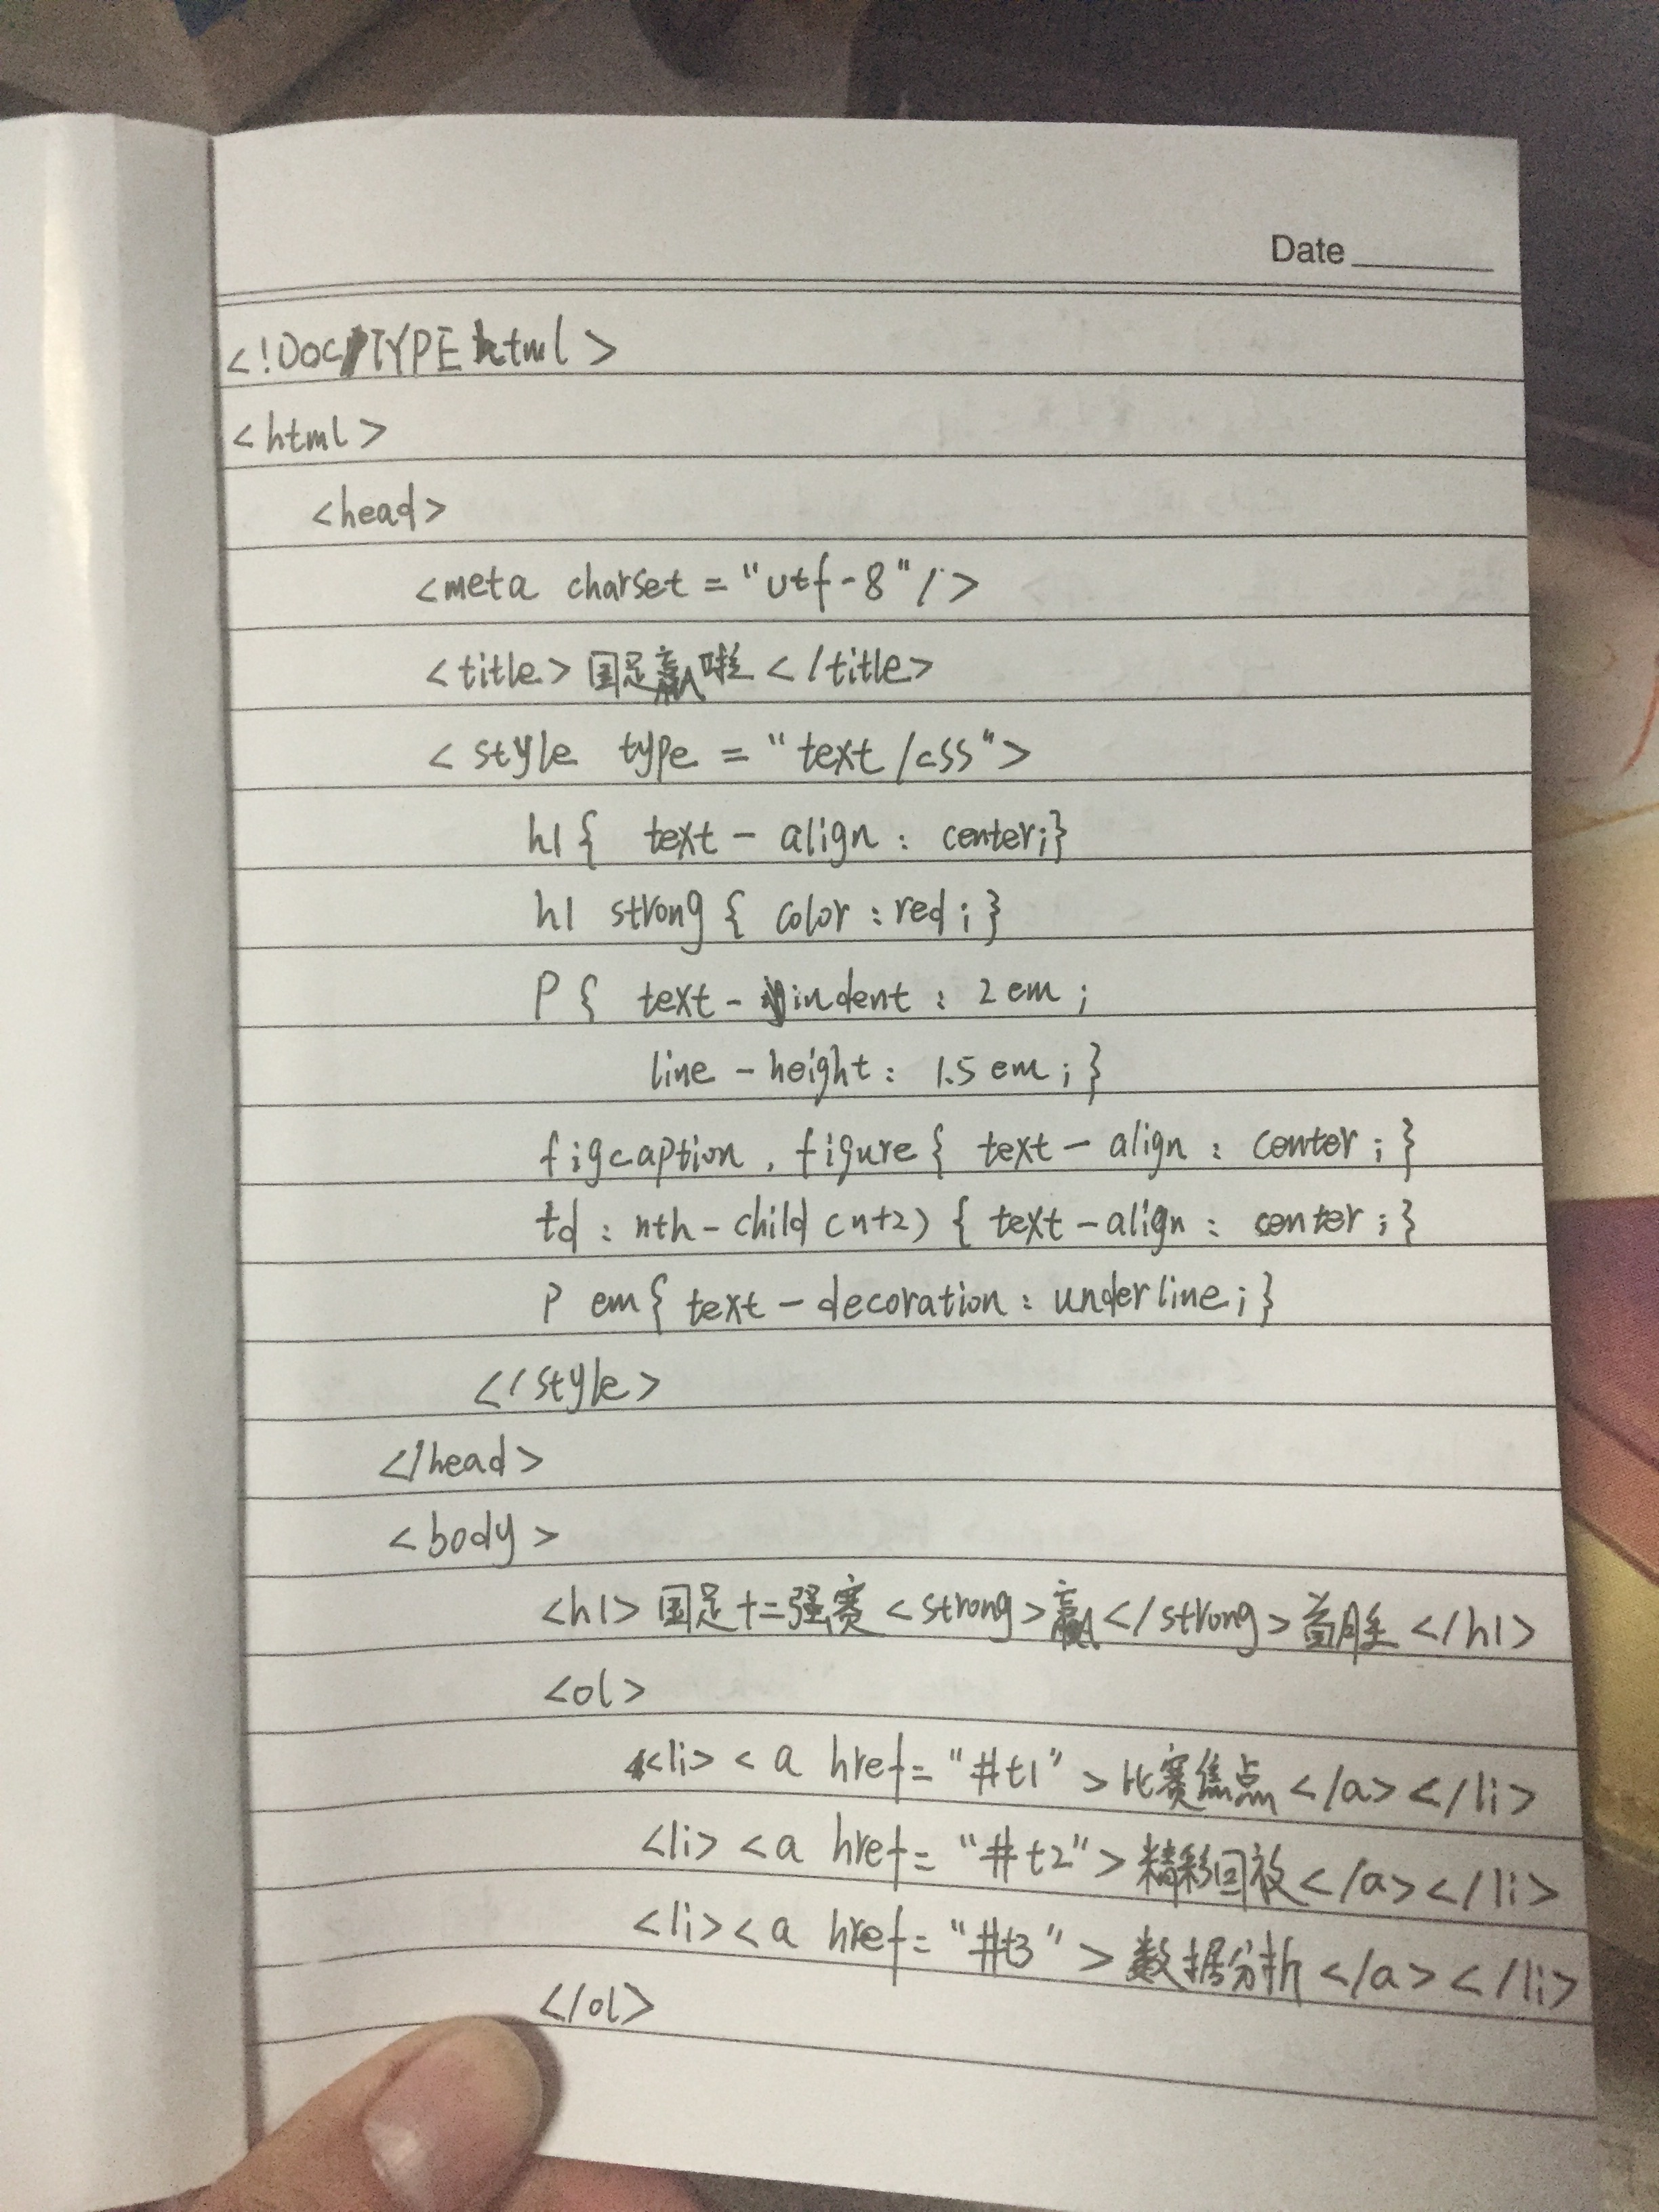 Date
<!DOCTYPE html>
<html>
<head>
<meta charset = "utf-8" />
<title>国足赢啦</title>
<style type = "text/css">
h1{ text-align : center;}
h1 strong{ color : red ; }
P{ text-indent : 2em ;
line-height : 1.5em ; }
figcaption , figure{ text-align : center ; }
td : nth-child (n+2) { text-align : center ; }
P em{ text-decoration : underline ; }
</style>
</head>
<body>
<h1>国足十二强赛<strong>赢</strong>首胜</h1>
<ol>
<li><a href="#t1">比赛焦点</a></li>
<li><a href="#t2">精彩回放</a></li>
<li><a href="#t3">数据分析</a></li>
</ol>